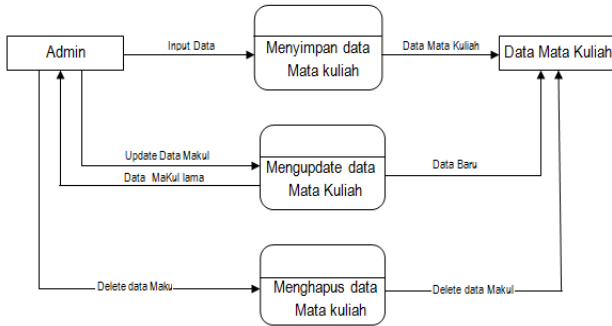 Admin
Input Data
Menyimpan data
Mata kuliah
Data Mata Kuliah
Data Mata Kuliah
Update Data Makul
Data MaKul lama
Mengupdate data
Mata Kuliah
Data Baru
Delete data Maku
Menghapus data
Mata kuliah
Delete data Makul